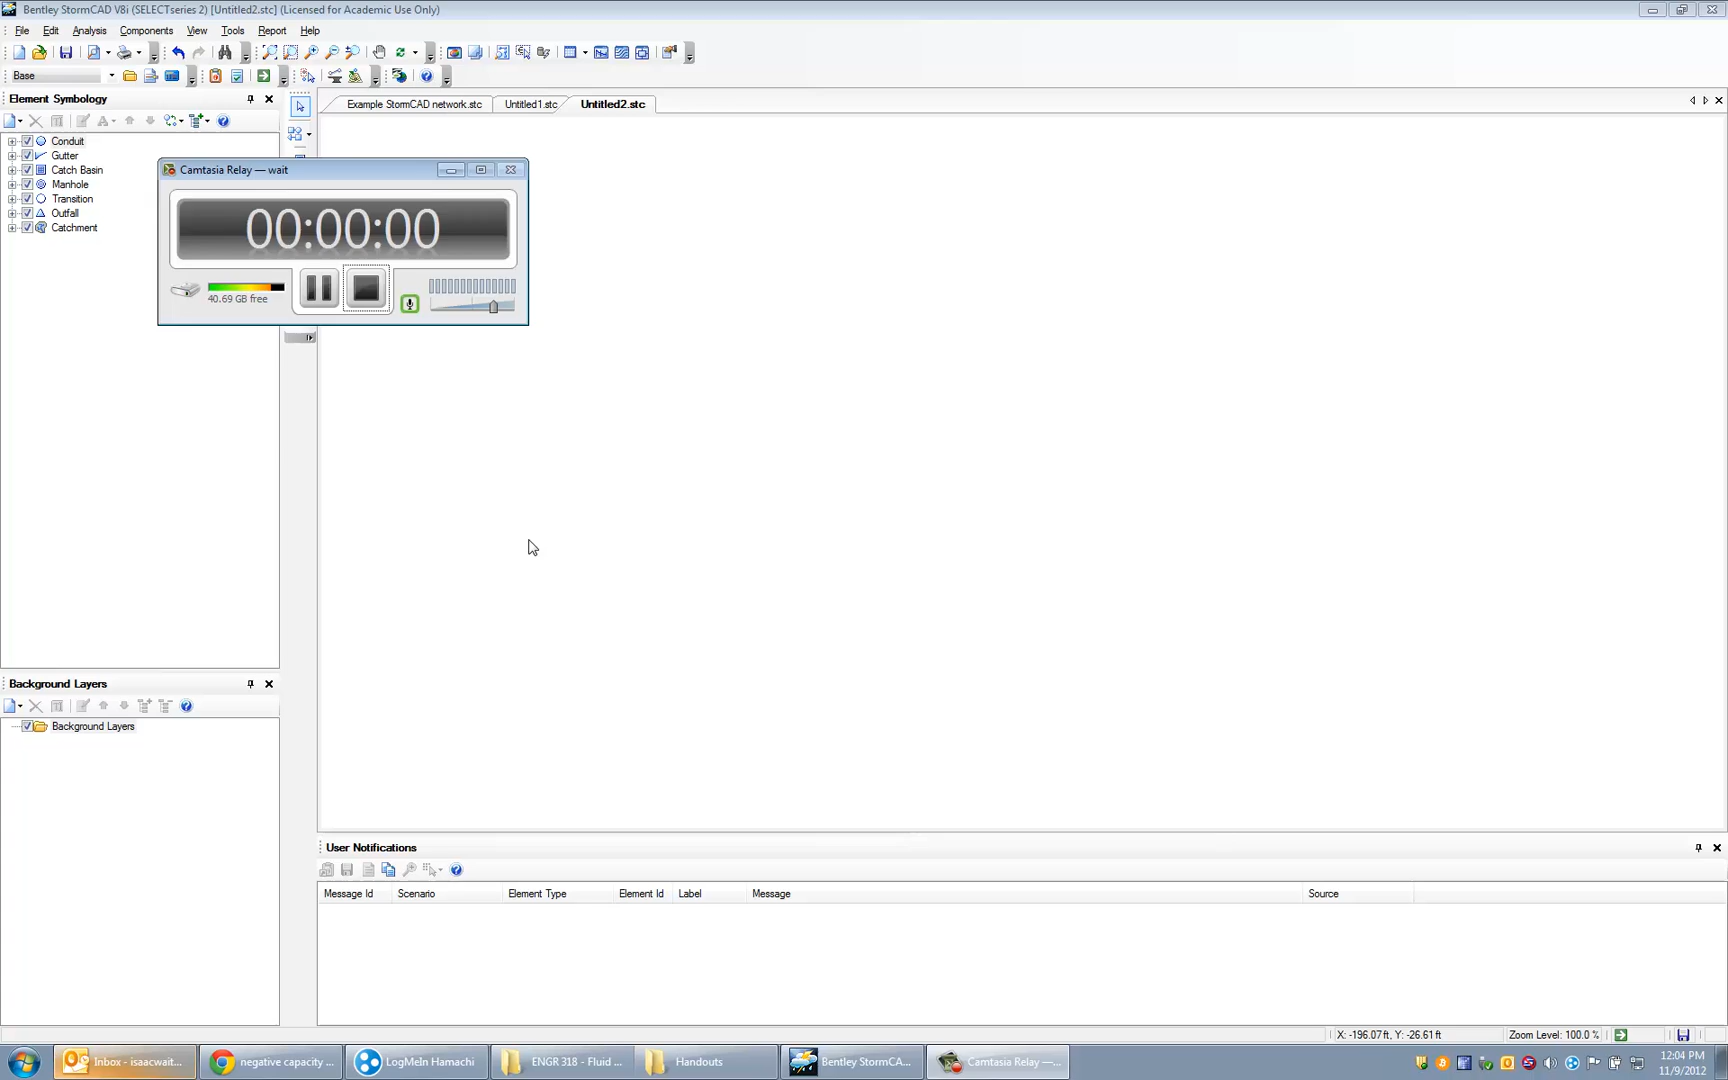 Bentley StormCAD V8i (SELECTseries 2) [Untitled2.stc] (Licensed for Academic Use Only)
File Edit Analysis Components View Tools Report Help
Base
Element Symbology
Example StormCAD network.stc Untitled1.stc Untitled2.stc
Conduit
Gutter
Catch Basin
Manhole
Transition
Outfall
Catchment
Camtasia Relay — wait
00:00:00
40.69 GB free
Background Layers
Background Layers
User Notifications
Message Id Scenario Element Type Element Id Label Message Source
X: -196.07ft, Y: -26.61 ft Zoom Level: 100.0 %
Inbox - isaacwait... negative capacity ... LogMeIn Hamachi ENGR 318 - Fluid ... Handouts Bentley StormCA... Camtasia Relay —...
12:04 PM
11/9/2012